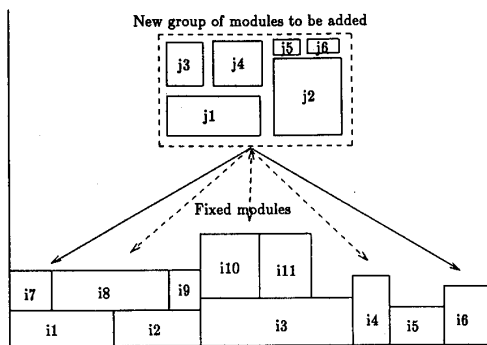 New group of modules to be added
j5 j6
j3 j4
j2
j1
Fixed modules
i10 i11
i7 i8 i9
i1 i2 i3 i4 i5 i6